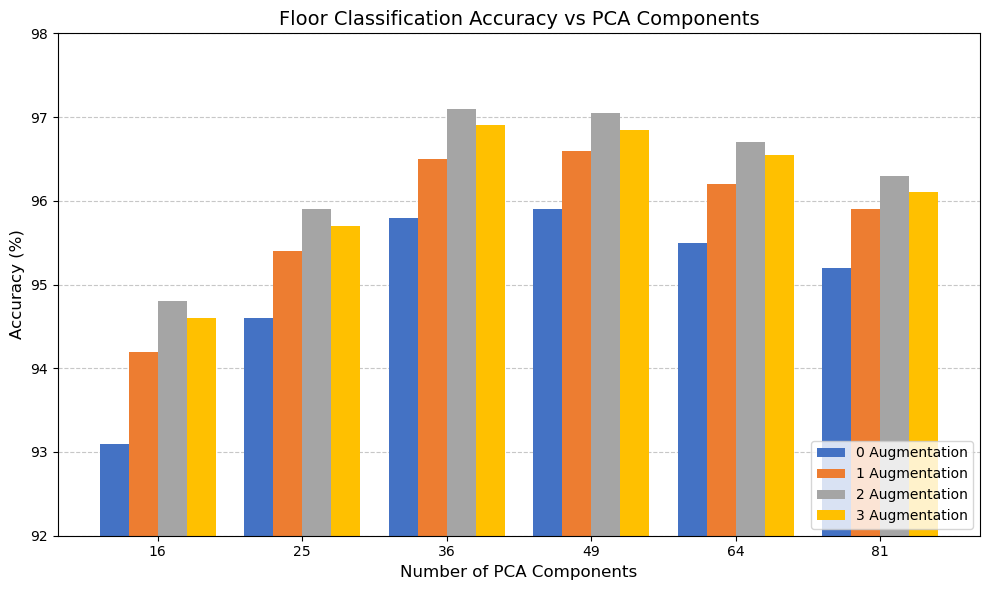 Floor Classification Accuracy vs PCA Components
98
97
96
95
94
93
92
Accuracy (%)
16 25 36 49 64 81
Number of PCA Components
0 Augmentation
1 Augmentation
2 Augmentation
3 Augmentation